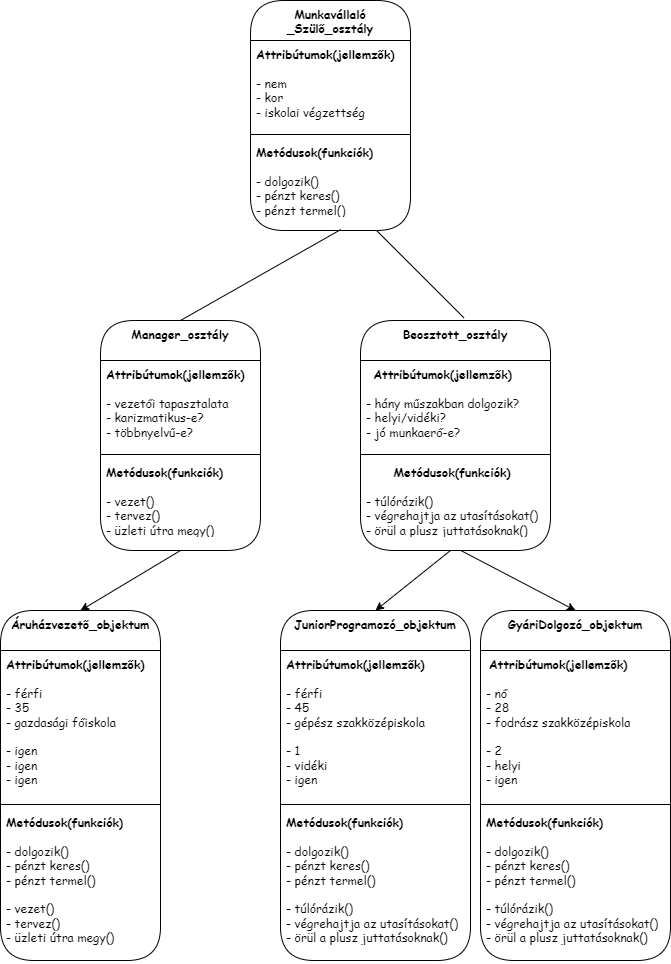 Munkavállaló
_Szülő_osztály
Attribútumok(jellemzők)
- nem
- kor
- iskolai végzettség
Metódusok(funkciók)
- dolgozik()
- pénzt keres()
- pénzt termel()
Manager_osztály
Attribútumok(jellemzők)
- vezetői tapasztalata
- karizmatikus-e?
- többnyelvű-e?
Metódusok(funkciók)
- vezet()
- tervez()
- üzleti útra megy()
Beosztott_osztály
Attribútumok(jellemzők)
- hány műszakban dolgozik?
- helyi/vidéki?
- jó munkaerő-e?
Metódusok(funkciók)
- túlórázik()
- végrehajtja az utasításokat()
- örül a plusz juttatásoknak()
Áruházvezető_objektum
Attribútumok(jellemzők)
- férfi
- 35
- gazdasági főiskola
- igen
- igen
- igen
Metódusok(funkciók)
- dolgozik()
- pénzt keres()
- pénzt termel()
- vezet()
- tervez()
- üzleti útra megy()
JuniorProgramozó_objektum
Attribútumok(jellemzők)
- férfi
- 45
- gépész szakközépiskola
- 1
- vidéki
- igen
Metódusok(funkciók)
- dolgozik()
- pénzt keres()
- pénzt termel()
- túlórázik()
- végrehajtja az utasításokat()
- örül a plusz juttatásoknak()
GyáriDolgozó_objektum
Attribútumok(jellemzők)
- nő
- 28
- fodrász szakközépiskola
- 2
- helyi
- igen
Metódusok(funkciók)
- dolgozik()
- pénzt keres()
- pénzt termel()
- túlórázik()
- végrehajtja az utasításokat()
- örül a plusz juttatásoknak()